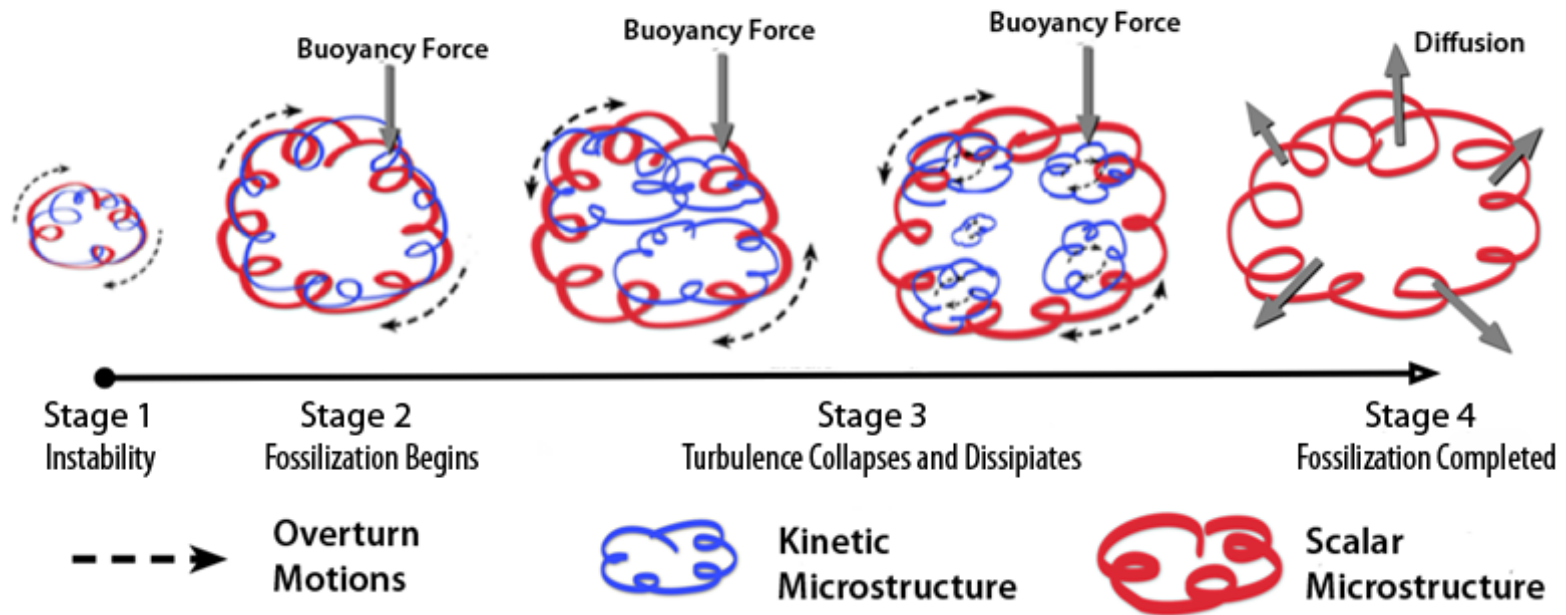 Buoyancy Force
Buoyancy Force
Buoyancy Force
Diffusion
Stage 1
Instability
Stage 2
Fossilization Begins
Stage 3
Turbulence Collapses and Dissipiates
Stage 4
Fossilization Completed
Overturn
Motions
Kinetic
Microstructure
Scalar
Microstructure